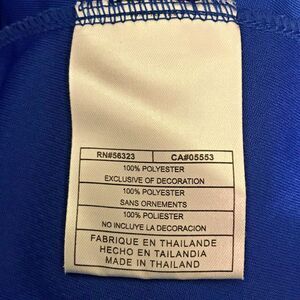 RN#56323 CA#05553
100% POLYESTER
EXCLUSIVE OF DECORATION
100% POLYESTER
SANS ORNEMENTS
100% POLIESTER
NO INCLUYE LA DECORACION
FABRIQUE EN THAILANDE
HECHO EN TAILANDIA
MADE IN THAILAND